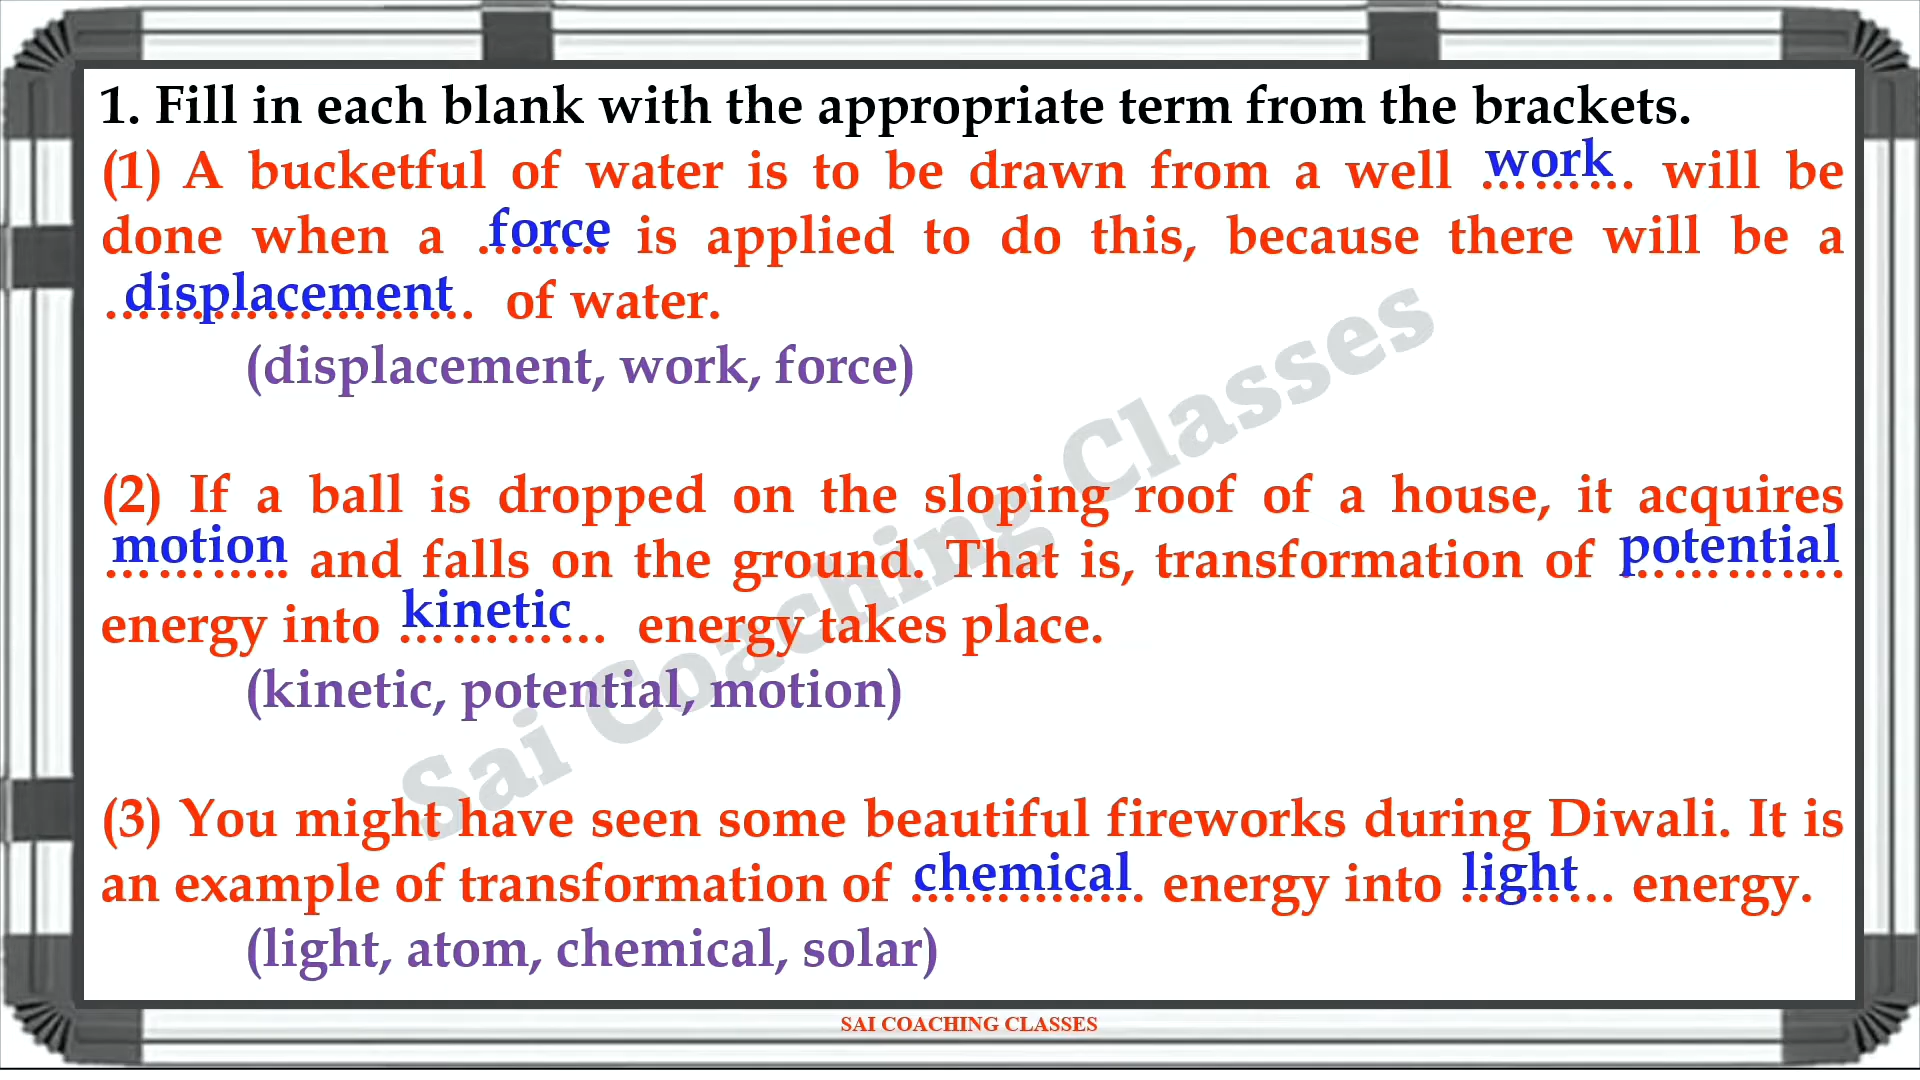 1. Fill in each blank with the appropriate term from the brackets.
(1) A bucketful of water is to be drawn from a well work......... will be
done when a force........ is applied to do this, because there will be a
displacement...................... of water.
(displacement, work, force)
(2) If a ball is dropped on the sloping roof of a house, it acquires
motion........... and falls on the ground. That is, transformation of potential.............
energy into kinetic............ energy takes place.
(kinetic, potential, motion)
(3) You might have seen some beautiful fireworks during Diwali. It is
an example of transformation of chemical.............. energy into light......... energy.
(light, atom, chemical, solar)
Sai Coaching Classes
SAI COACHING CLASSES